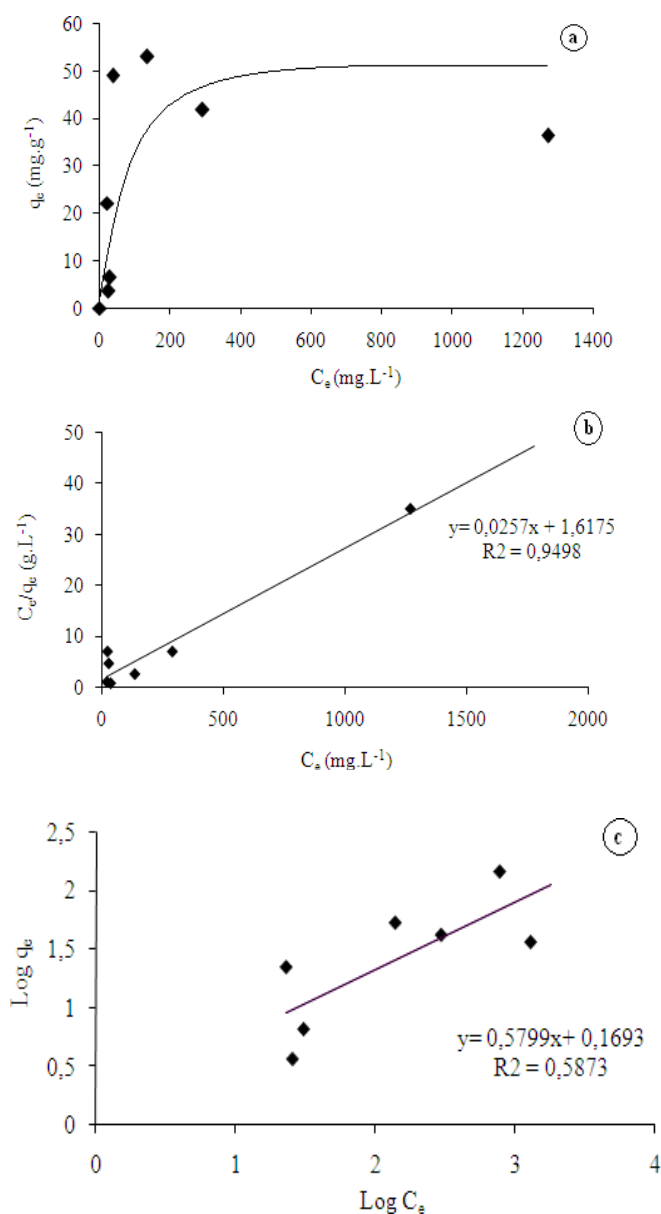 60
50
40
30
20
10
0
qe (mg.g-1)
a
0 200 400 600 800 1000 1200 1400
Ce (mg.L-1)
50
40
30
20
10
0
Ce/qe (g.L-1)
b
y= 0,0257x + 1,6175
R2 = 0,9498
0 500 1000 1500 2000
Ce (mg.L-1)
2,5
2
1,5
1
0,5
0
Log qe
c
y= 0,5799x+ 0,1693
R2 = 0,5873
0 1 2 3 4
Log Ce